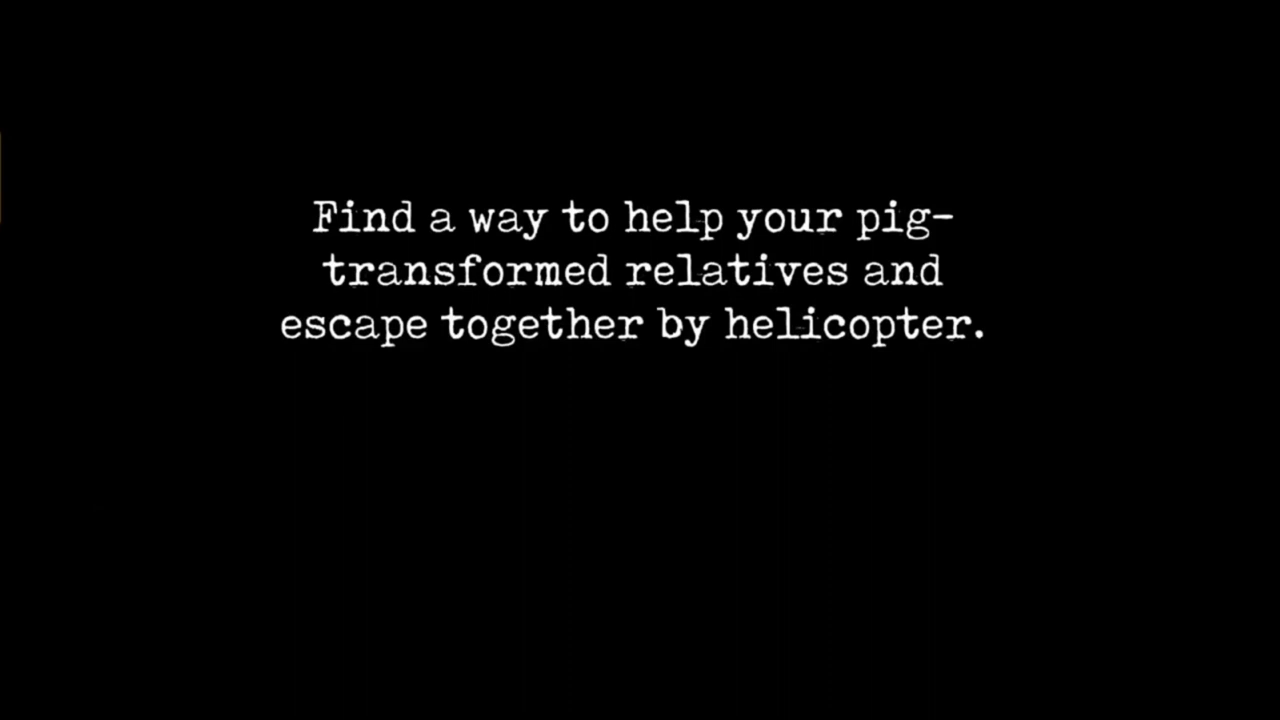 Find a way to help your pig-
transformed relatives and
escape together by helicopter.